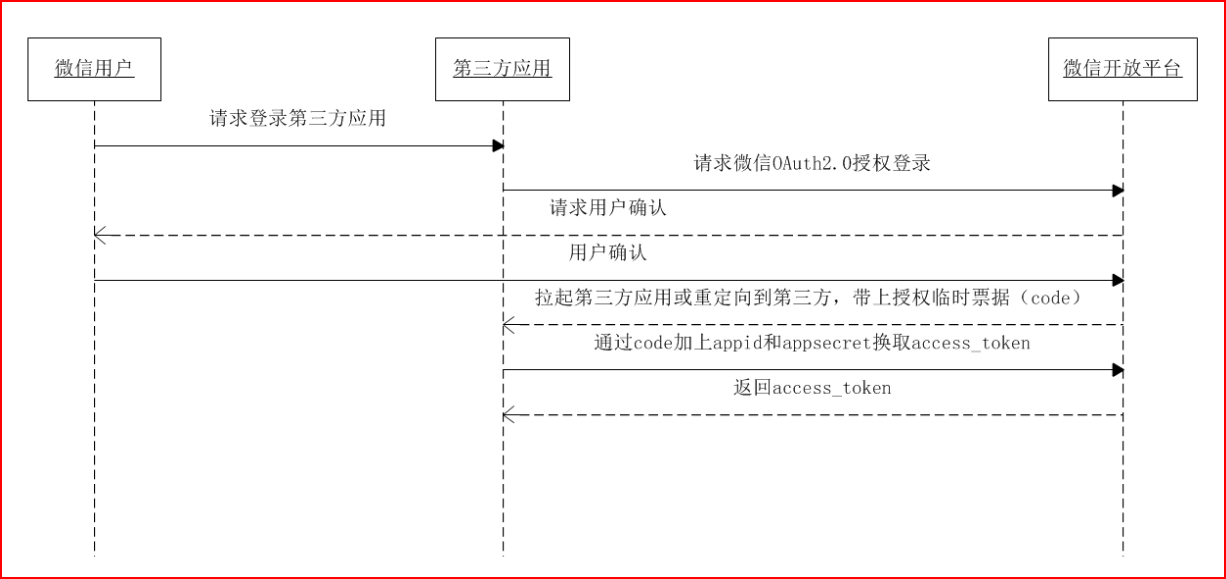 微信用户
第三方应用
微信开放平台
请求登录第三方应用
请求微信OAuth2.0授权登录
请求用户确认
用户确认
拉起第三方应用或重定向到第三方，带上授权临时票据（code）
通过code加上appid和appsecret换取access_token
返回access_token